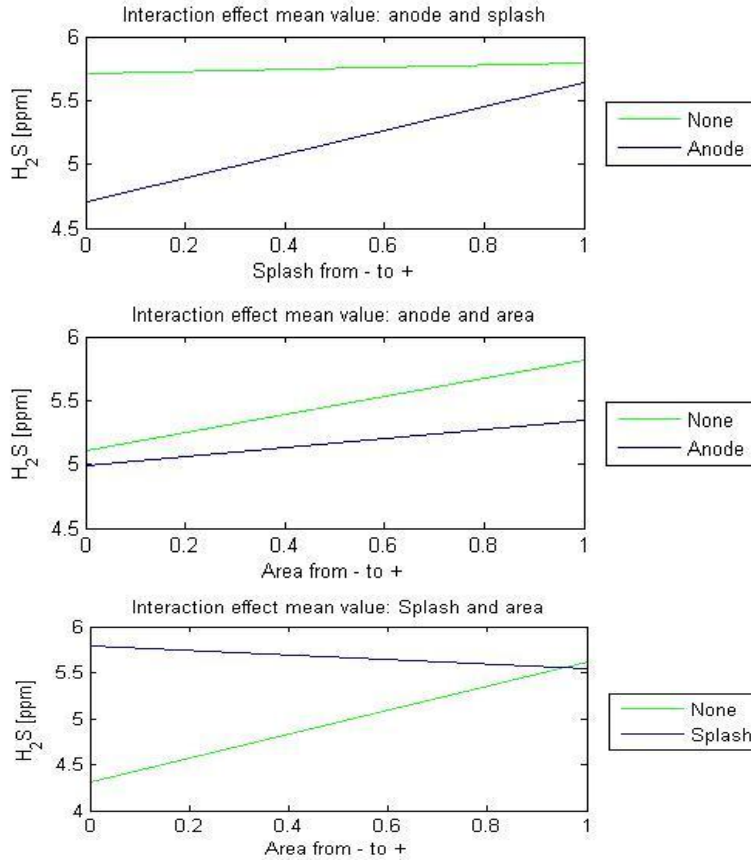 Interaction effect mean value: anode and splash
6
5.5
5
4.5
H2S [ppm]
0 0.2 0.4 0.6 0.8 1
Splash from - to +
None
Anode
Interaction effect mean value: anode and area
6
5.5
5
4.5
H2S [ppm]
0 0.2 0.4 0.6 0.8 1
Area from - to +
None
Anode
Interaction effect mean value: Splash and area
6
5.5
5
4.5
4
H2S [ppm]
0 0.2 0.4 0.6 0.8 1
Area from - to +
None
Splash